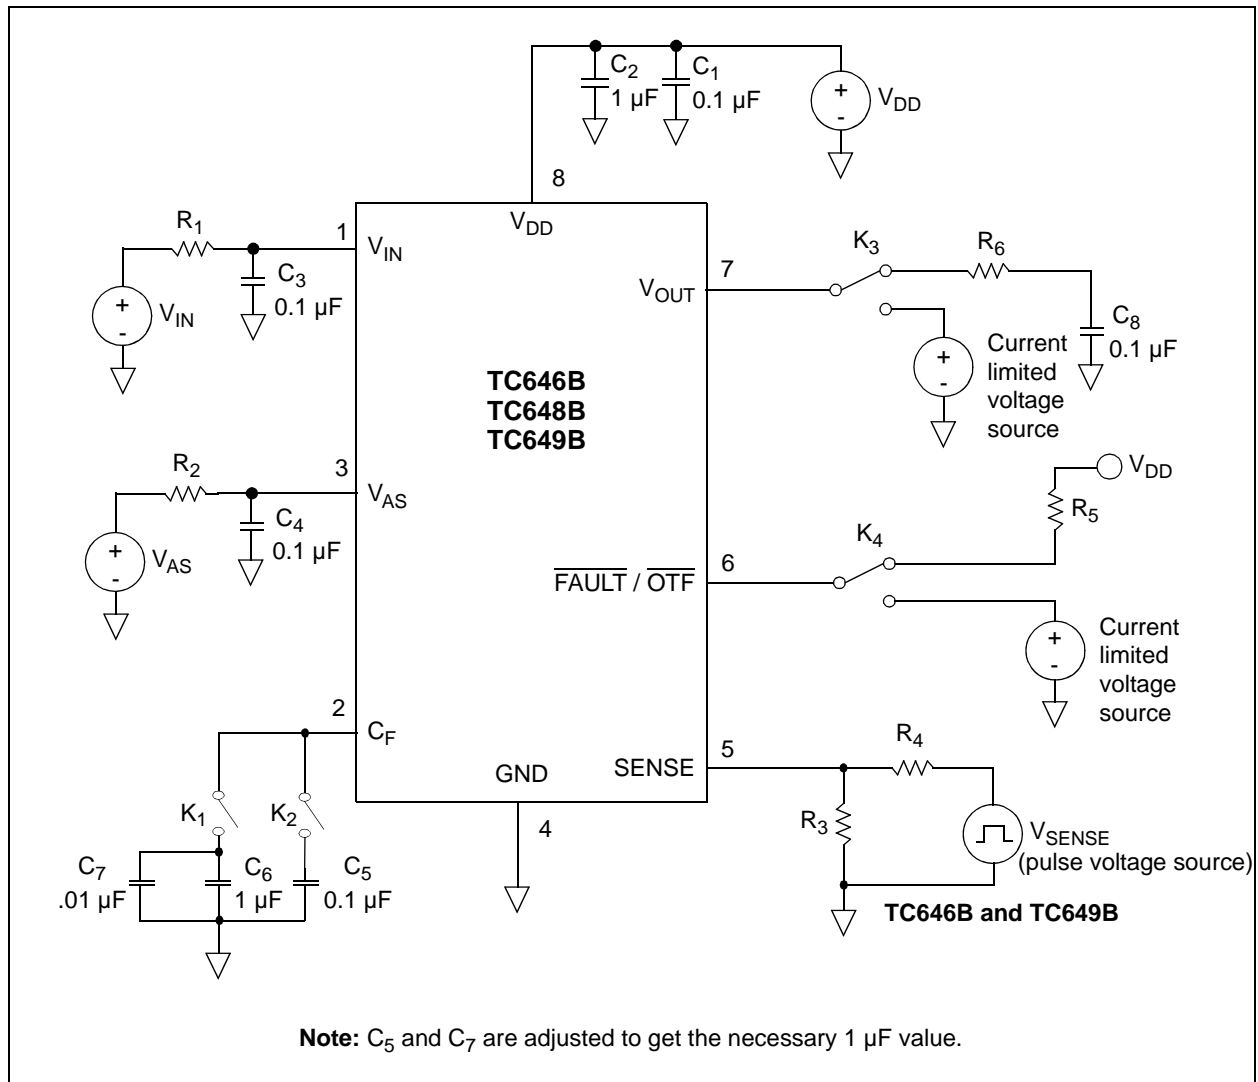 C2
1 µF
C1
0.1 µF
+
-
VDD
8
VDD
R1
1
VIN
C3
0.1 µF
+
-
VIN
7
VOUT
K3
R6
C8
0.1 µF
+
-
Current
limited
voltage
source
TC646B
TC648B
TC649B
R2
3
VAS
C4
0.1 µF
+
-
VAS
VDD
R5
K4
6
FAULT / OTF
+
-
Current
limited
voltage
source
2
CF
K1
K2
C7
.01 µF
C6
1 µF
C5
0.1 µF
GND
4
SENSE
5
R4
R3
VSENSE
(pulse voltage source)
TC646B and TC649B
Note: C5 and C7 are adjusted to get the necessary 1 µF value.